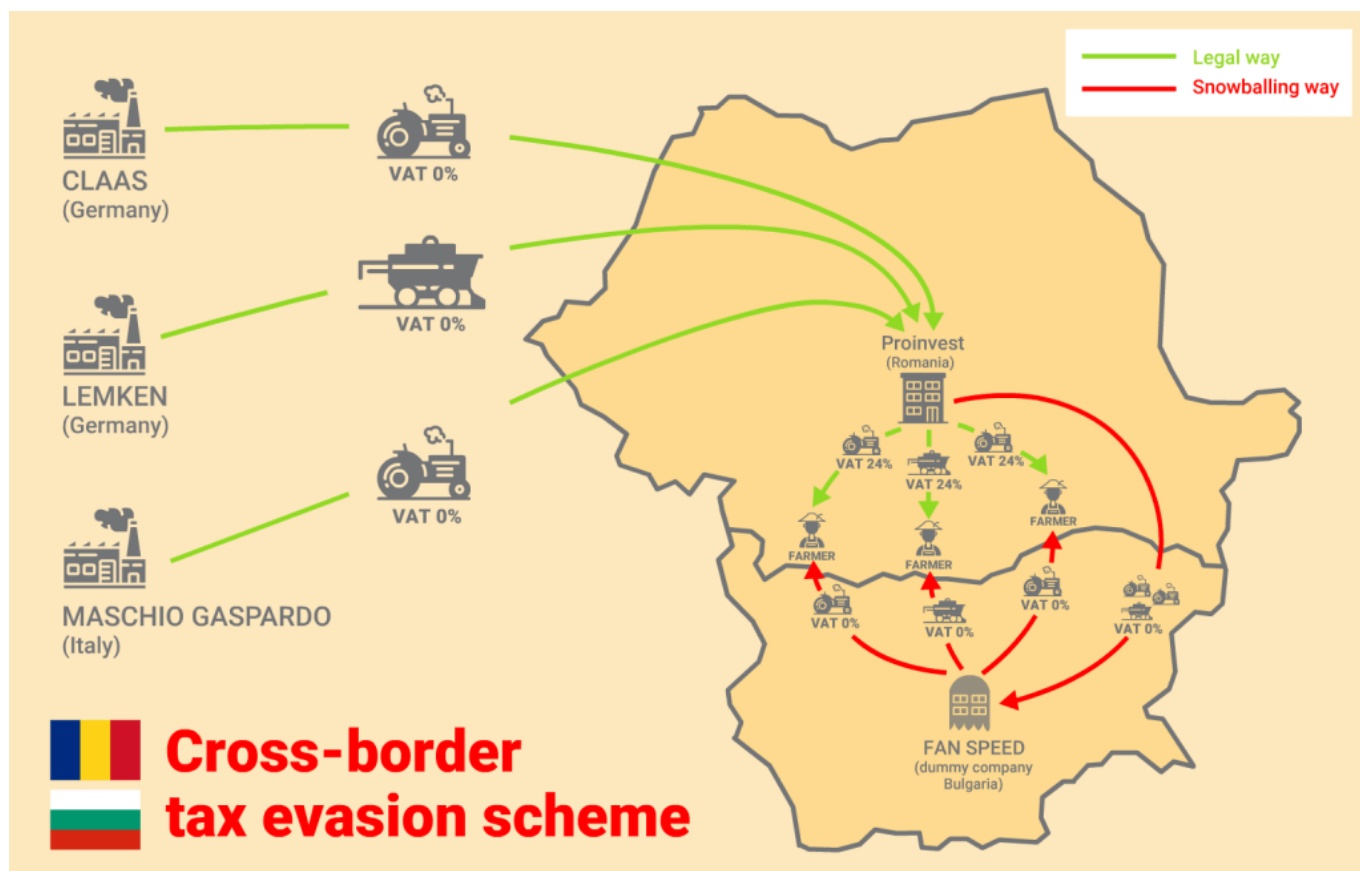 Legal way
Snowballing way
CLAAS
(Germany)
VAT 0%
LEMKEN
(Germany)
VAT 0%
MASCHIO GASPARDO
(Italy)
VAT 0%
Proinvest
(Romania)
VAT 24%
VAT 24%
VAT 24%
FARMER
FARMER
FARMER
VAT 0%
VAT 0%
VAT 0%
VAT 0%
FAN SPEED
(dummy company
Bulgaria)
Cross-border
tax evasion scheme